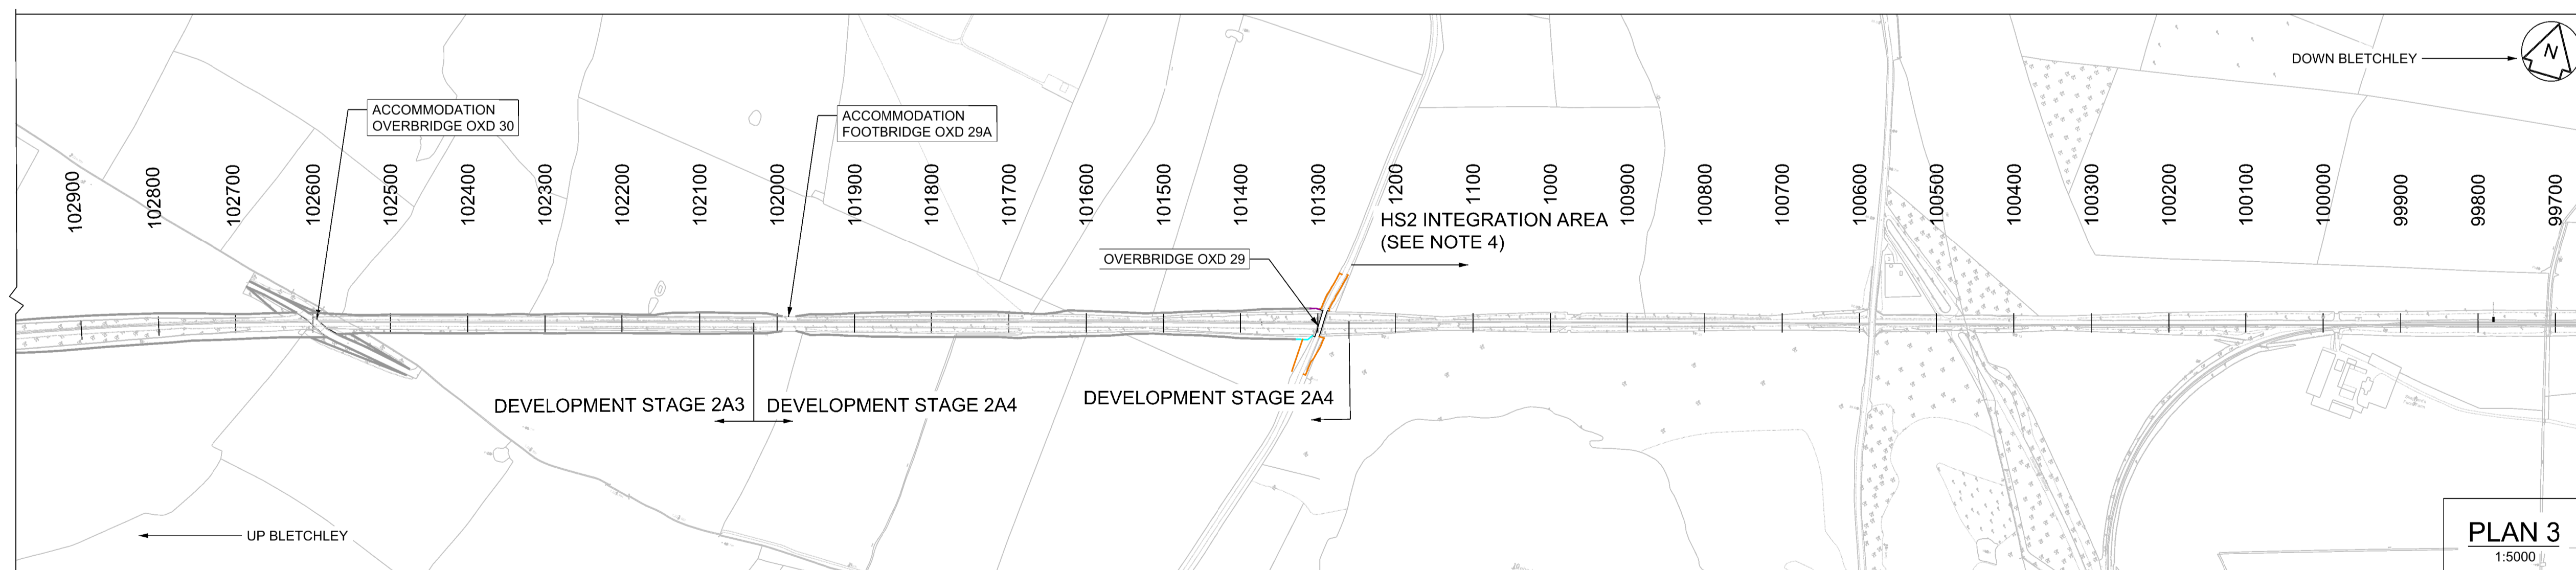 DOWN BLETCHLEY
N
ACCOMMODATION
OVERBRIDGE OXD 30
ACCOMMODATION
FOOTBRIDGE OXD 29A
102900
102800
102700
102600
102500
102400
102300
102200
102100
102000
101900
101800
101700
101600
101500
101400
101300
1200
1100
1000
100900
100800
100700
100600
100500
100400
100300
100200
100100
100000
99900
99800
99700
HS2 INTEGRATION AREA
(SEE NOTE 4)
OVERBRIDGE OXD 29
DEVELOPMENT STAGE 2A3
DEVELOPMENT STAGE 2A4
DEVELOPMENT STAGE 2A4
UP BLETCHLEY
PLAN 3
1:5000